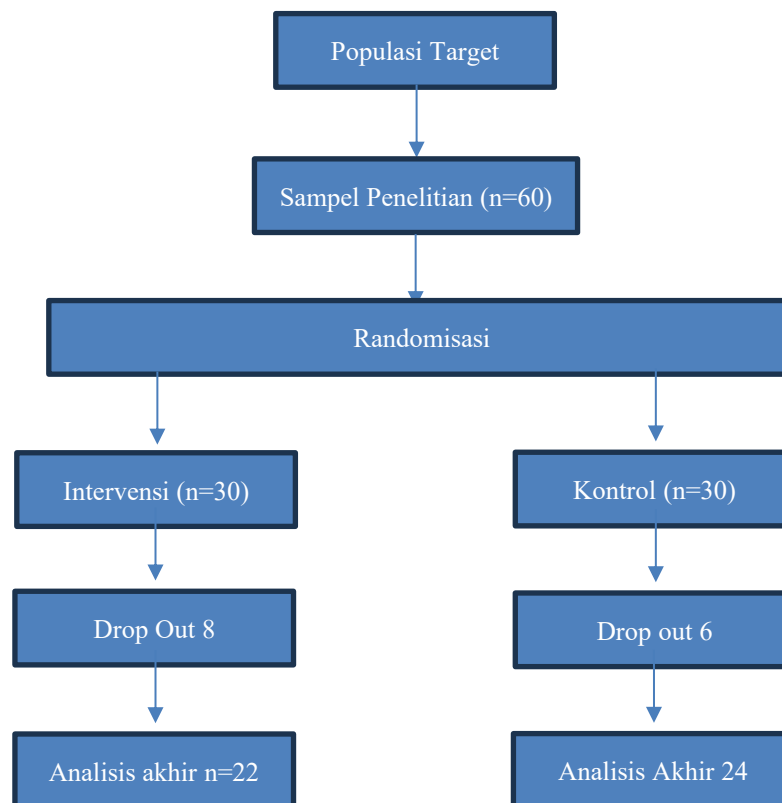 Populasi Target
Sampel Penelitian (n=60)
Randomisasi
Intervensi (n=30)
Kontrol (n=30)
Drop Out 8
Drop out 6
Analisis akhir n=22
Analisis Akhir 24